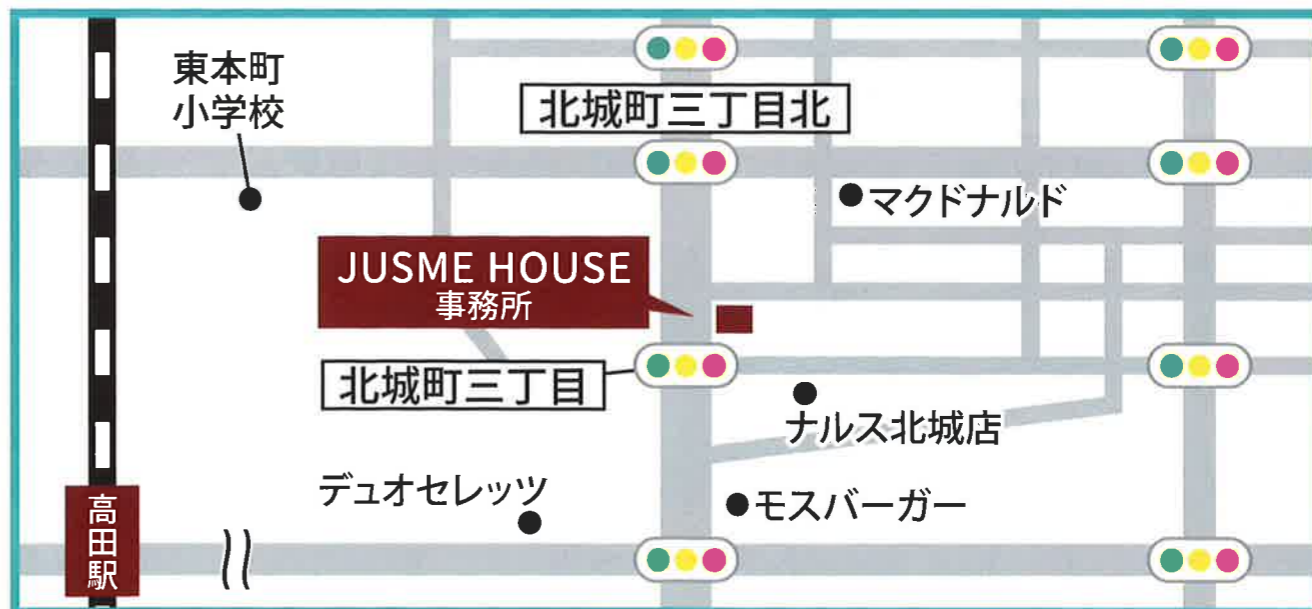 東本町
小学校
北城町三丁目北
マクドナルド
JUSME HOUSE
事務所
北城町三丁目
ナルス北城店
デュオセレッツ
モスバーガー
高田駅